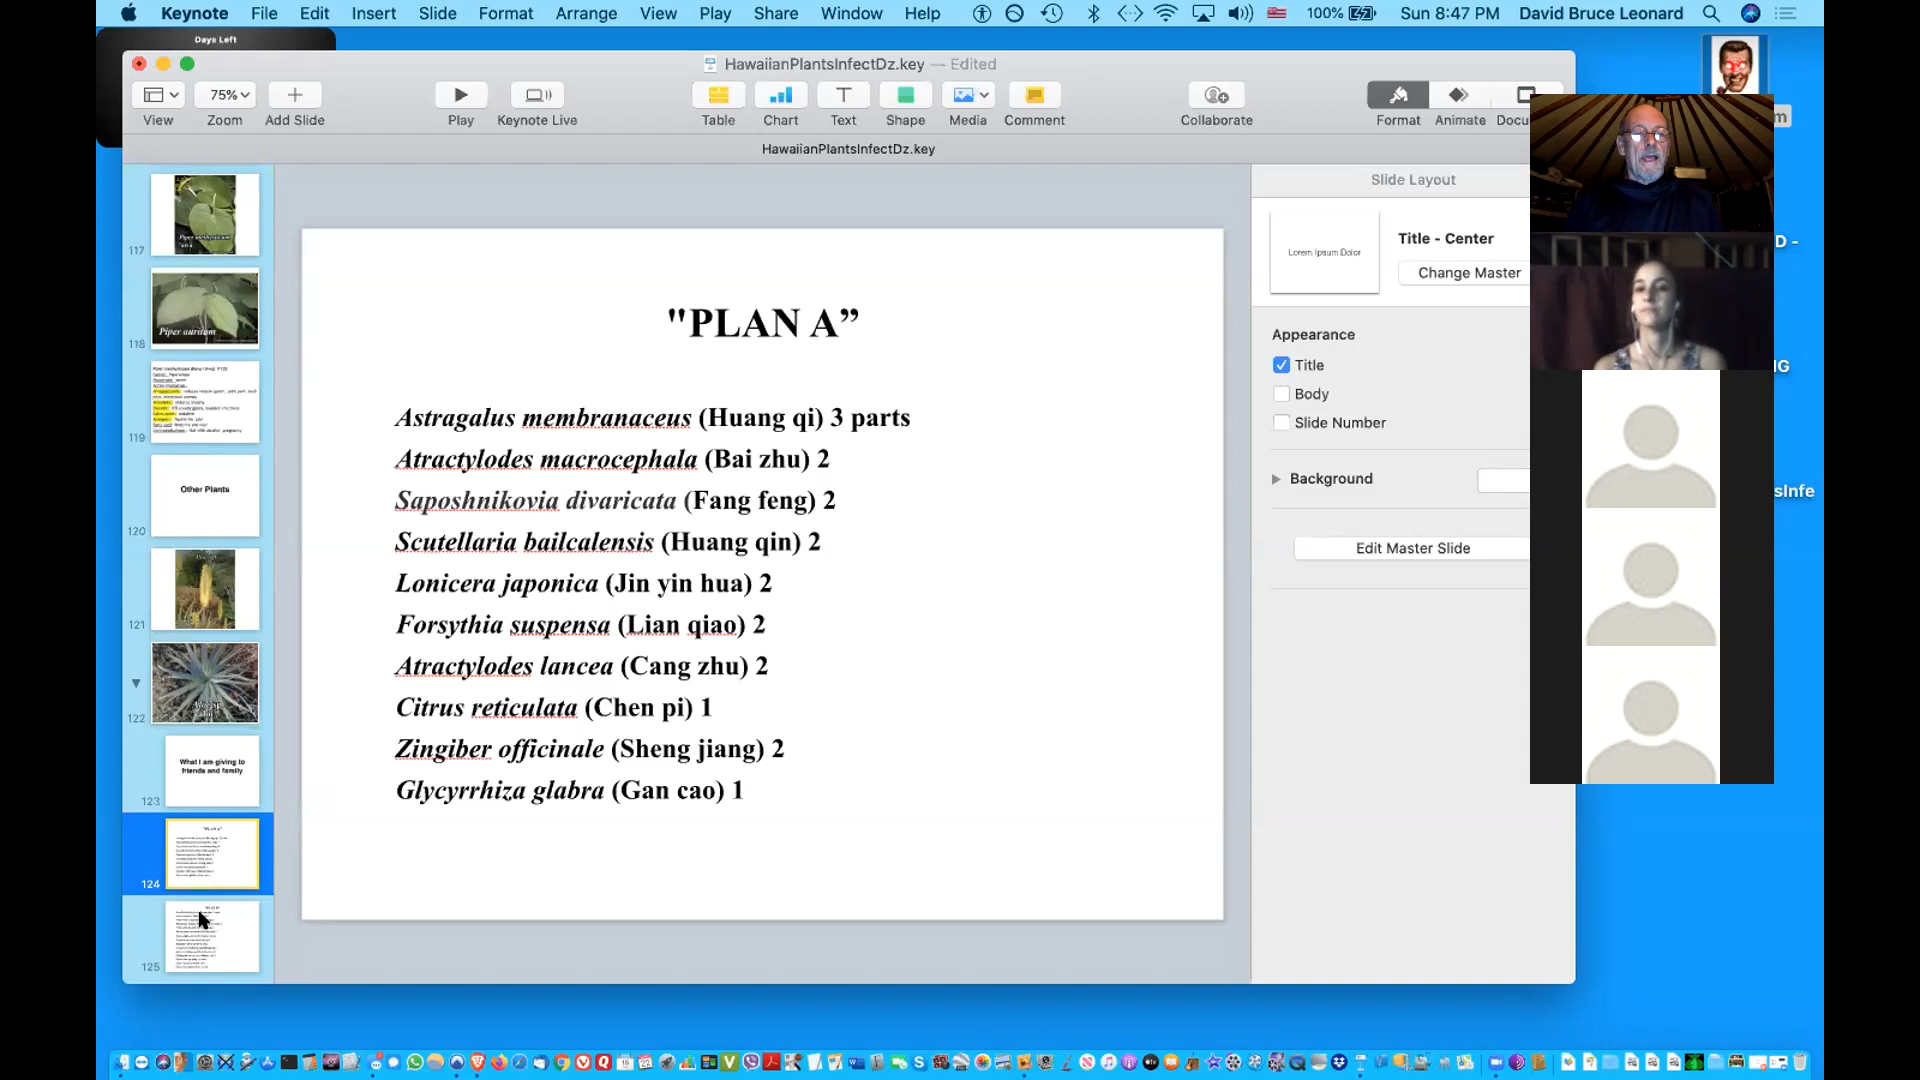 Keynote File Edit Insert Slide Format Arrange View Play Share Window Help 100% Sun 8:47 PM David Bruce Leonard
Days Left
HawaiianPlantsInfectDz.key — Edited
75%
View Zoom Add Slide Play Keynote Live Table Chart Text Shape Media Comment Collaborate Format Animate Docu
HawaiianPlantsInfectDz.key
Slide Layout
Lorem Ipsum Dolor
Title - Center
Change Master
Appearance
Title
Body
Slide Number
Background
Edit Master Slide
117
Piper auritum
118
119
Other Plants
120
121
122
What I am giving to
friends and family
123
"PLAN A"
124
125
"PLAN A”
Astragalus membranaceus (Huang qi) 3 parts
Atractylodes macrocephala (Bai zhu) 2
Saposhnikovia divaricata (Fang feng) 2
Scutellaria bailcalensis (Huang qin) 2
Lonicera japonica (Jin yin hua) 2
Forsythia suspensa (Lian qiao) 2
Atractylodes lancea (Cang zhu) 2
Citrus reticulata (Chen pi) 1
Zingiber officinale (Sheng jiang) 2
Glycyrrhiza glabra (Gan cao) 1
m
D -
G
sInfe